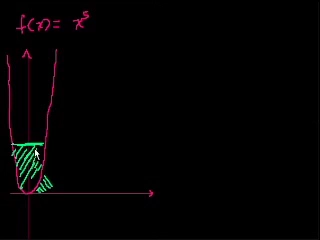 f(x) = x⁵